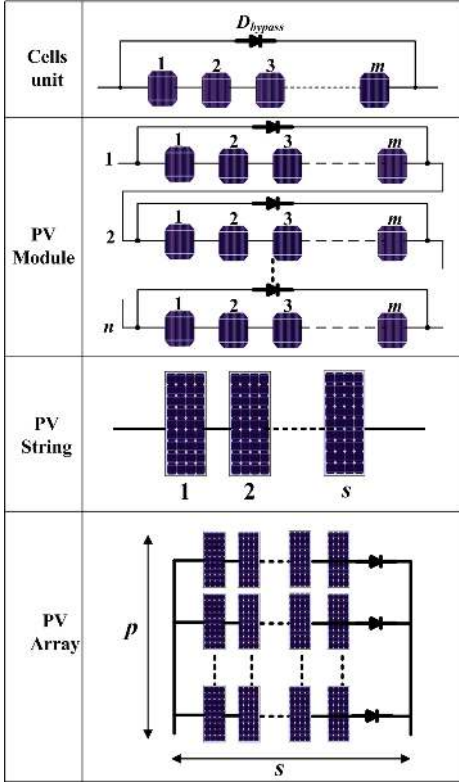 Cells
unit
D_bypass
1 2 3 m
PV
Module
1
1 2 3 m
2
1 2 3 m
n
1 2 3 m
PV
String
1 2 s
PV
Array
p
s